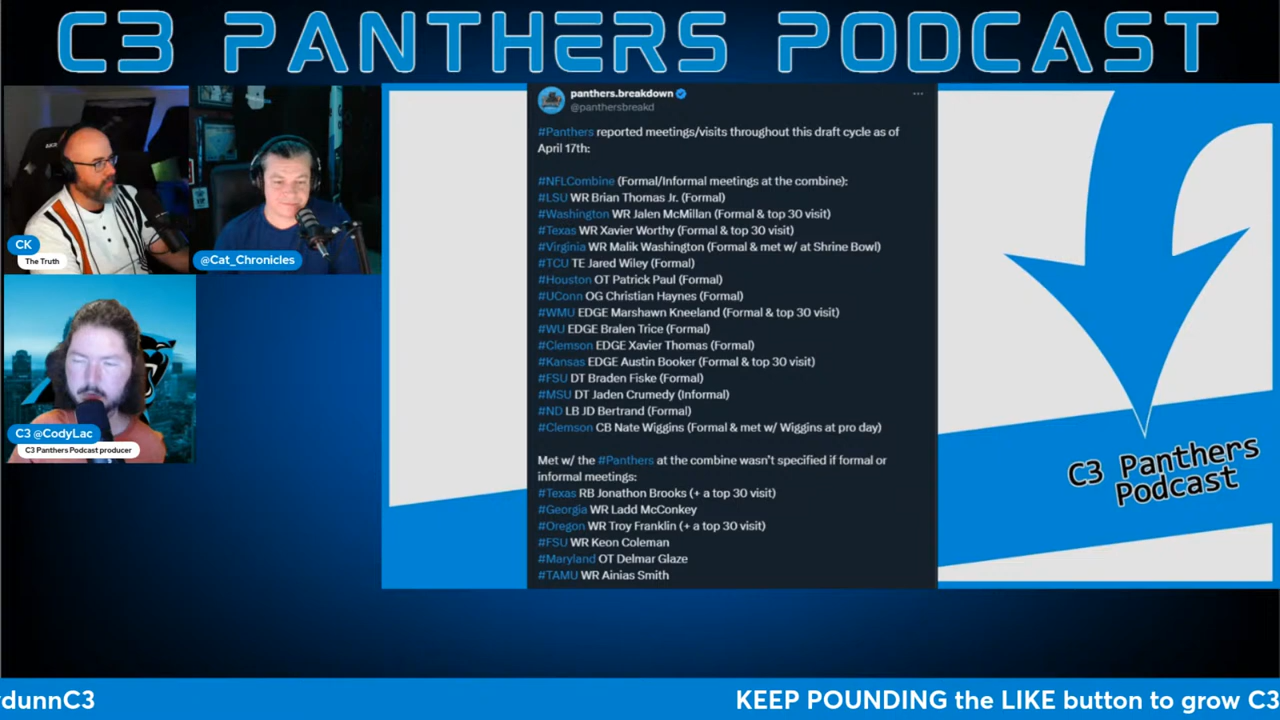 C3 PANTHERS PODCAST
CK
The Truth
@Cat_Chronicles
C3 @CodyLac
C3 Panthers Podcast producer
panthers.breakdown
@panthersbreakd
#Panthers reported meetings/visits throughout this draft cycle as of
April 17th:
#NFLCombine (Formal/Informal meetings at the combine):
#LSU WR Brian Thomas Jr. (Formal)
#Washington WR Jalen McMillan (Formal & top 30 visit)
#Texas WR Xavier Worthy (Formal & top 30 visit)
#Virginia WR Malik Washington (Formal & met w/ at Shrine Bowl)
#TCU TE Jared Wiley (Formal)
#Houston OT Patrick Paul (Formal)
#UConn OG Christian Haynes (Formal)
#WMU EDGE Marshawn Kneeland (Formal & top 30 visit)
#WU EDGE Bralen Trice (Formal)
#Clemson EDGE Xavier Thomas (Formal)
#Kansas EDGE Austin Booker (Formal & top 30 visit)
#FSU DT Braden Fiske (Formal)
#MSU DT Jaden Crumedy (Informal)
#ND LB JD Bertrand (Formal)
#Clemson CB Nate Wiggins (Formal & met w/ Wiggins at pro day)
Met w/ the #Panthers at the combine wasn't specified if formal or
informal meetings:
#Texas RB Jonathon Brooks (+ a top 30 visit)
#Georgia WR Ladd McConkey
#Oregon WR Troy Franklin (+ a top 30 visit)
#FSU WR Keon Coleman
#Maryland OT Delmar Glaze
#TAMU WR Ainias Smith
C3 Panthers
Podcast
dunnC3 KEEP POUNDING the LIKE button to grow C3